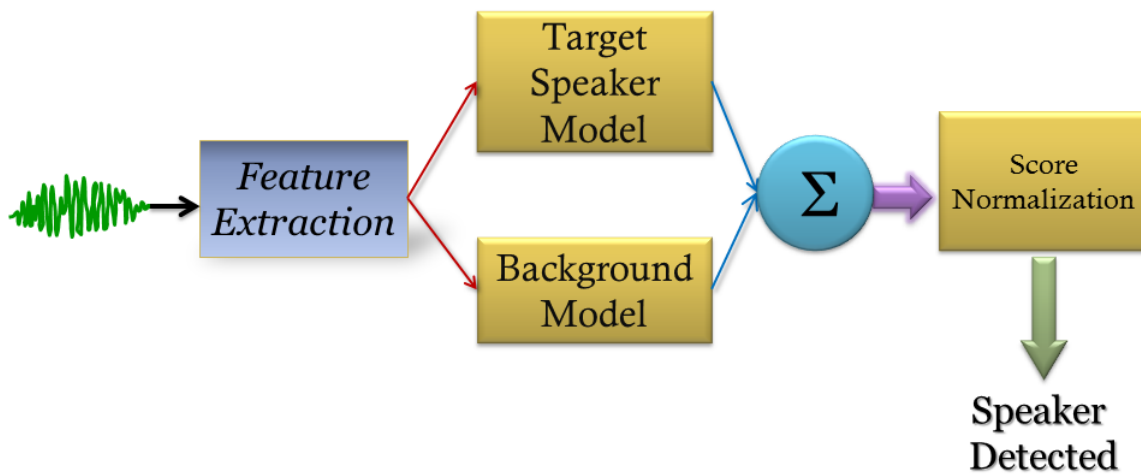 Feature
Extraction
Target
Speaker
Model
Background
Model
Σ
Score
Normalization
Speaker
Detected